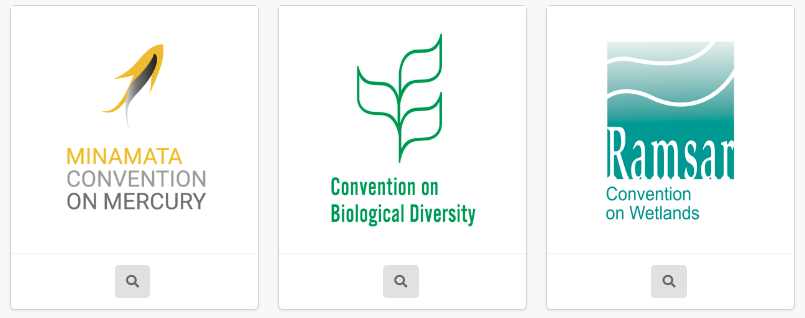 MINAMATA
CONVENTION
ON MERCURY
Convention on
Biological Diversity
Ramsar
Convention
on Wetlands